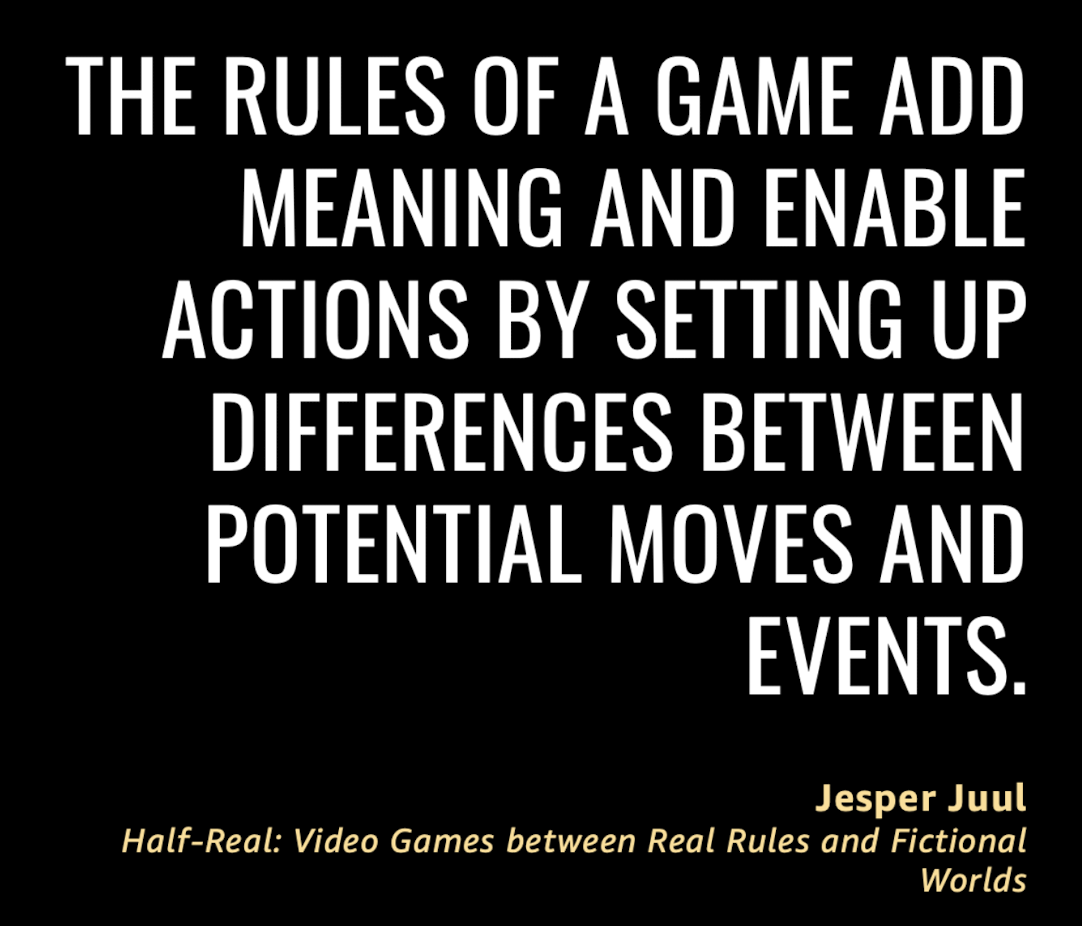 THE RULES OF A GAME ADD
MEANING AND ENABLE
ACTIONS BY SETTING UP
DIFFERENCES BETWEEN
POTENTIAL MOVES AND
EVENTS.
Jesper Juul
Half-Real: Video Games between Real Rules and Fictional
Worlds